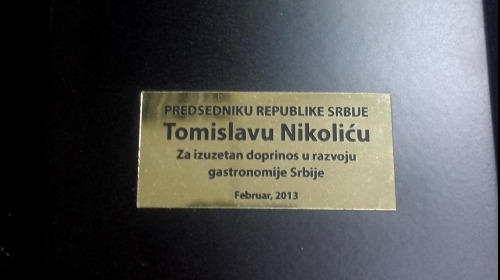 PREDSEDNIKU REPUBLIKE SRBIJE
Tomislavu Nikoliću
Za izuzetan doprinos u razvoju
gastronomije Srbije
Februar, 2013